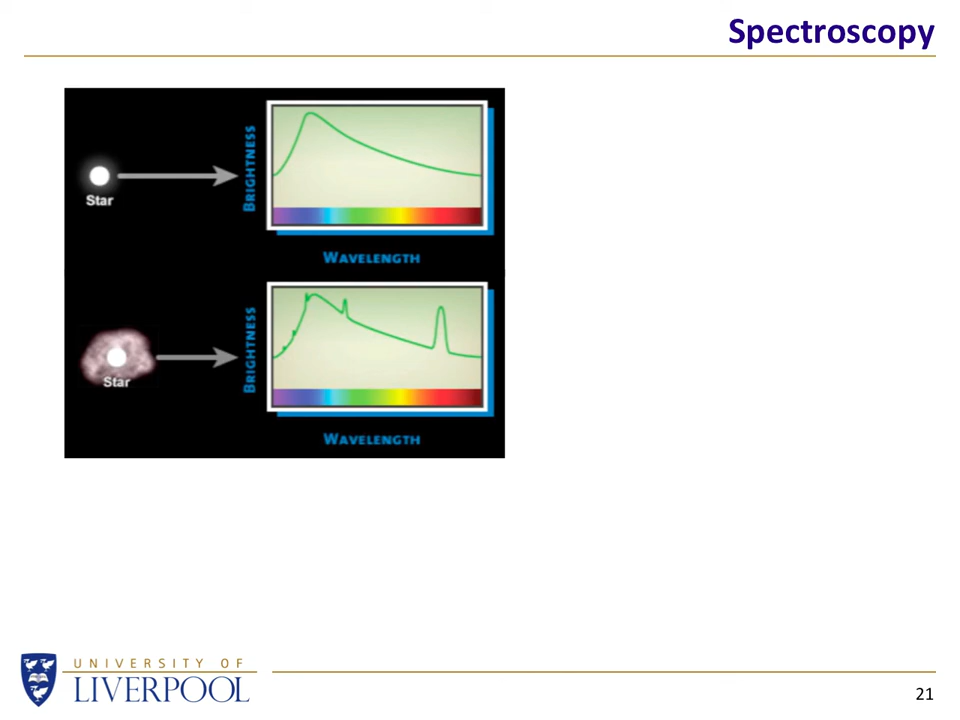 Spectroscopy
BRIGHTNESS
Star
WAVELENGTH
BRIGHTNESS
Star
WAVELENGTH
UNIVERSITY OF
LIVERPOOL
21